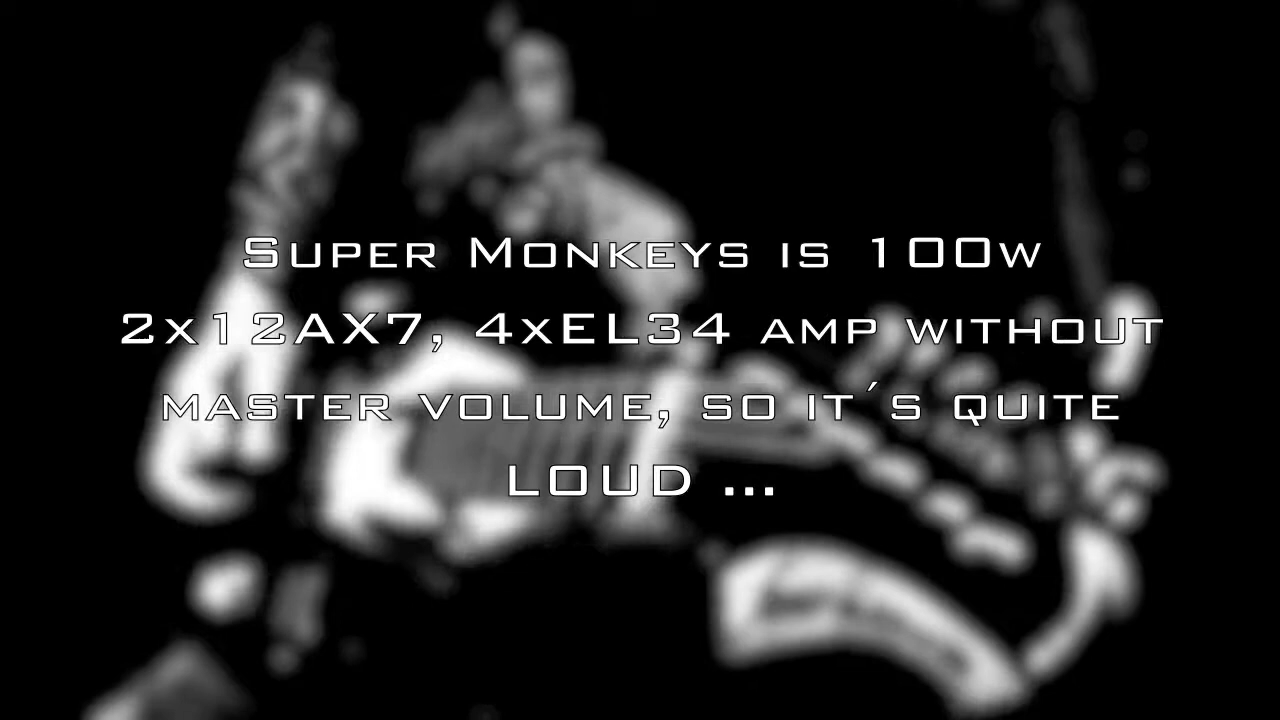 Super Monkeys is 100w
2x12AX7, 4xEL34 amp without
master volume, so it´s quite
LOUD ...